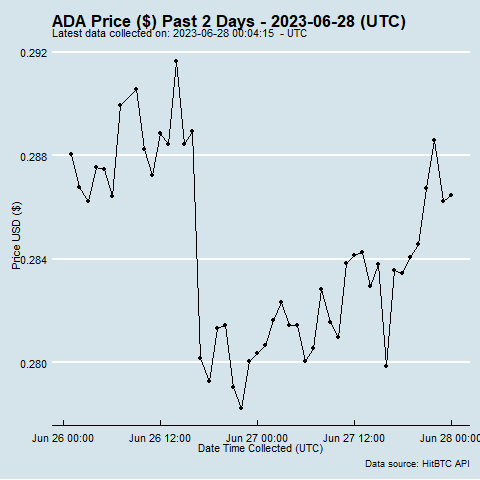 ADA Price ($) Past 2 Days - 2023-06-28 (UTC)
Latest data collected on: 2023-06-28 00:04:15 - UTC
0.292
0.288
0.284
0.280
Price USD ($)
Jun 26 00:00 Jun 26 12:00 Jun 27 00:00 Jun 27 12:00 Jun 28 00:00
Date Time Collected (UTC)
Data source: HitBTC API